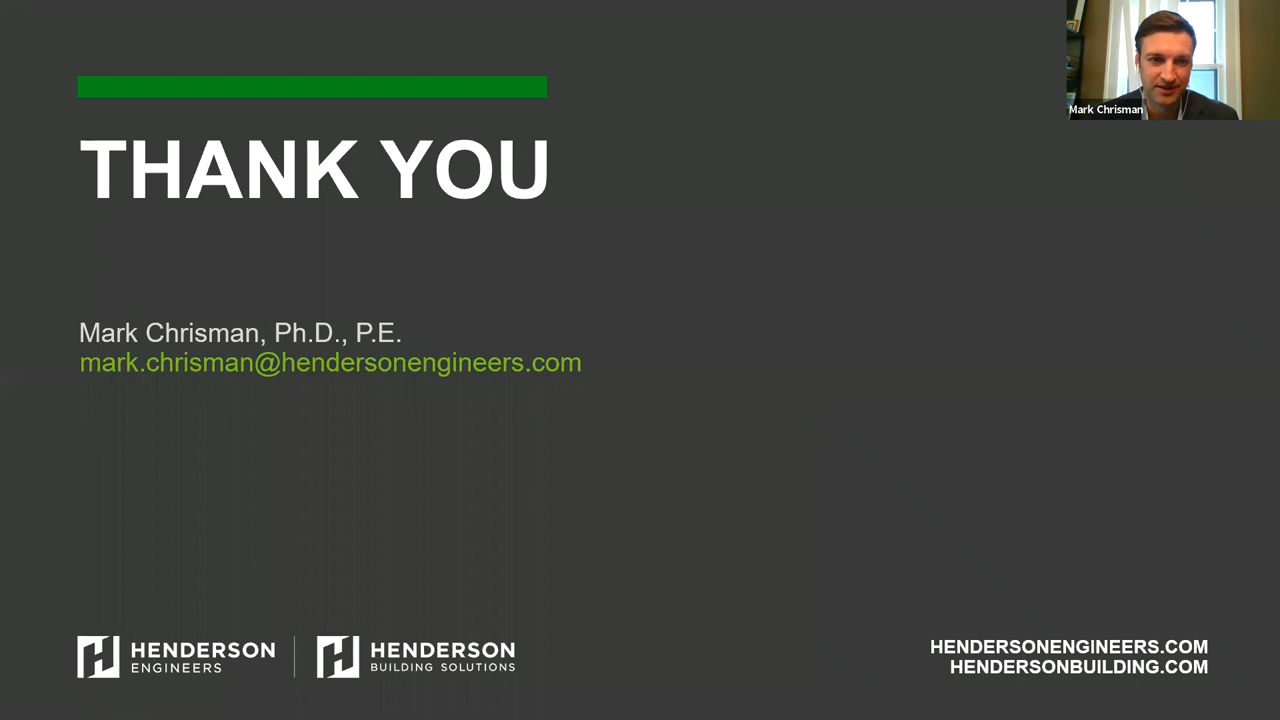 Mark Chrisman
THANK YOU
Mark Chrisman, Ph.D., P.E.
mark.chrisman@hendersonengineers.com
HENDERSON
ENGINEERS
HENDERSON
BUILDING SOLUTIONS
HENDERSONENGINEERS.COM
HENDERSONBUILDING.COM